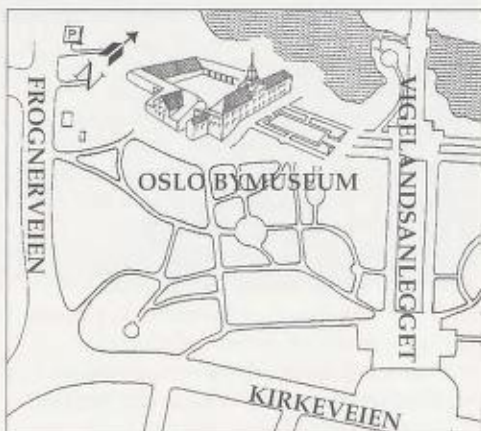 P
FROGNERVEIEN
OSLO BYMUSEUM
VIGELANDSANLEGGET
KIRKEVEIEN